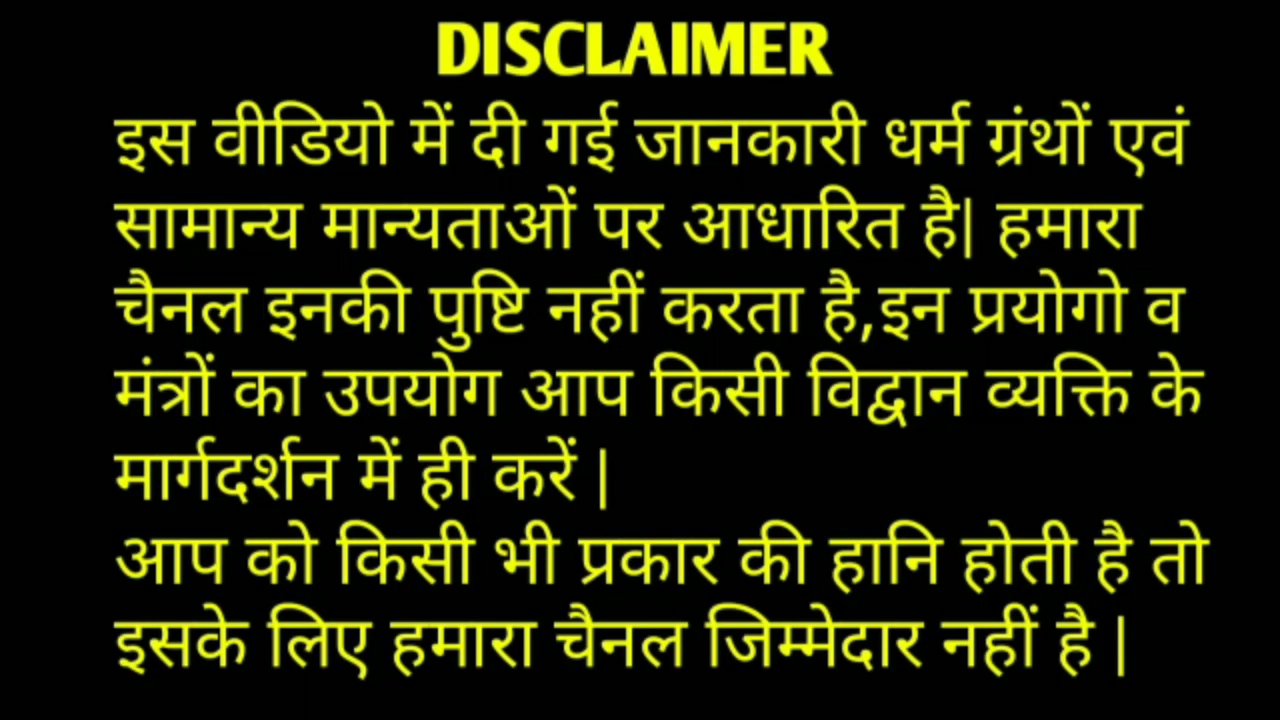 DISCLAIMER
इस वीडियो में दी गई जानकारी धर्म ग्रंथों एवं
सामान्य मान्यताओं पर आधारित है| हमारा
चैनल इनकी पुष्टि नहीं करता है,इन प्रयोगो व
मंत्रों का उपयोग आप किसी विद्वान व्यक्ति के
मार्गदर्शन में ही करें |
आप को किसी भी प्रकार की हानि होती है तो
इसके लिए हमारा चैनल जिम्मेदार नहीं है |